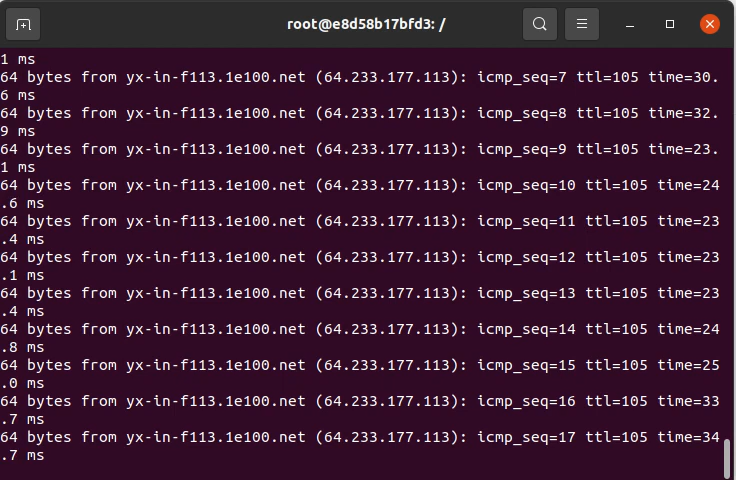 root@e8d58b17bfd3: /
1 ms
64 bytes from yx-in-f113.1e100.net (64.233.177.113): icmp_seq=7 ttl=105 time=30.
6 ms
64 bytes from yx-in-f113.1e100.net (64.233.177.113): icmp_seq=8 ttl=105 time=32.
9 ms
64 bytes from yx-in-f113.1e100.net (64.233.177.113): icmp_seq=9 ttl=105 time=23.
1 ms
64 bytes from yx-in-f113.1e100.net (64.233.177.113): icmp_seq=10 ttl=105 time=24
.6 ms
64 bytes from yx-in-f113.1e100.net (64.233.177.113): icmp_seq=11 ttl=105 time=23
.4 ms
64 bytes from yx-in-f113.1e100.net (64.233.177.113): icmp_seq=12 ttl=105 time=23
.1 ms
64 bytes from yx-in-f113.1e100.net (64.233.177.113): icmp_seq=13 ttl=105 time=23
.4 ms
64 bytes from yx-in-f113.1e100.net (64.233.177.113): icmp_seq=14 ttl=105 time=24
.8 ms
64 bytes from yx-in-f113.1e100.net (64.233.177.113): icmp_seq=15 ttl=105 time=25
.0 ms
64 bytes from yx-in-f113.1e100.net (64.233.177.113): icmp_seq=16 ttl=105 time=33
.7 ms
64 bytes from yx-in-f113.1e100.net (64.233.177.113): icmp_seq=17 ttl=105 time=34
.7 ms